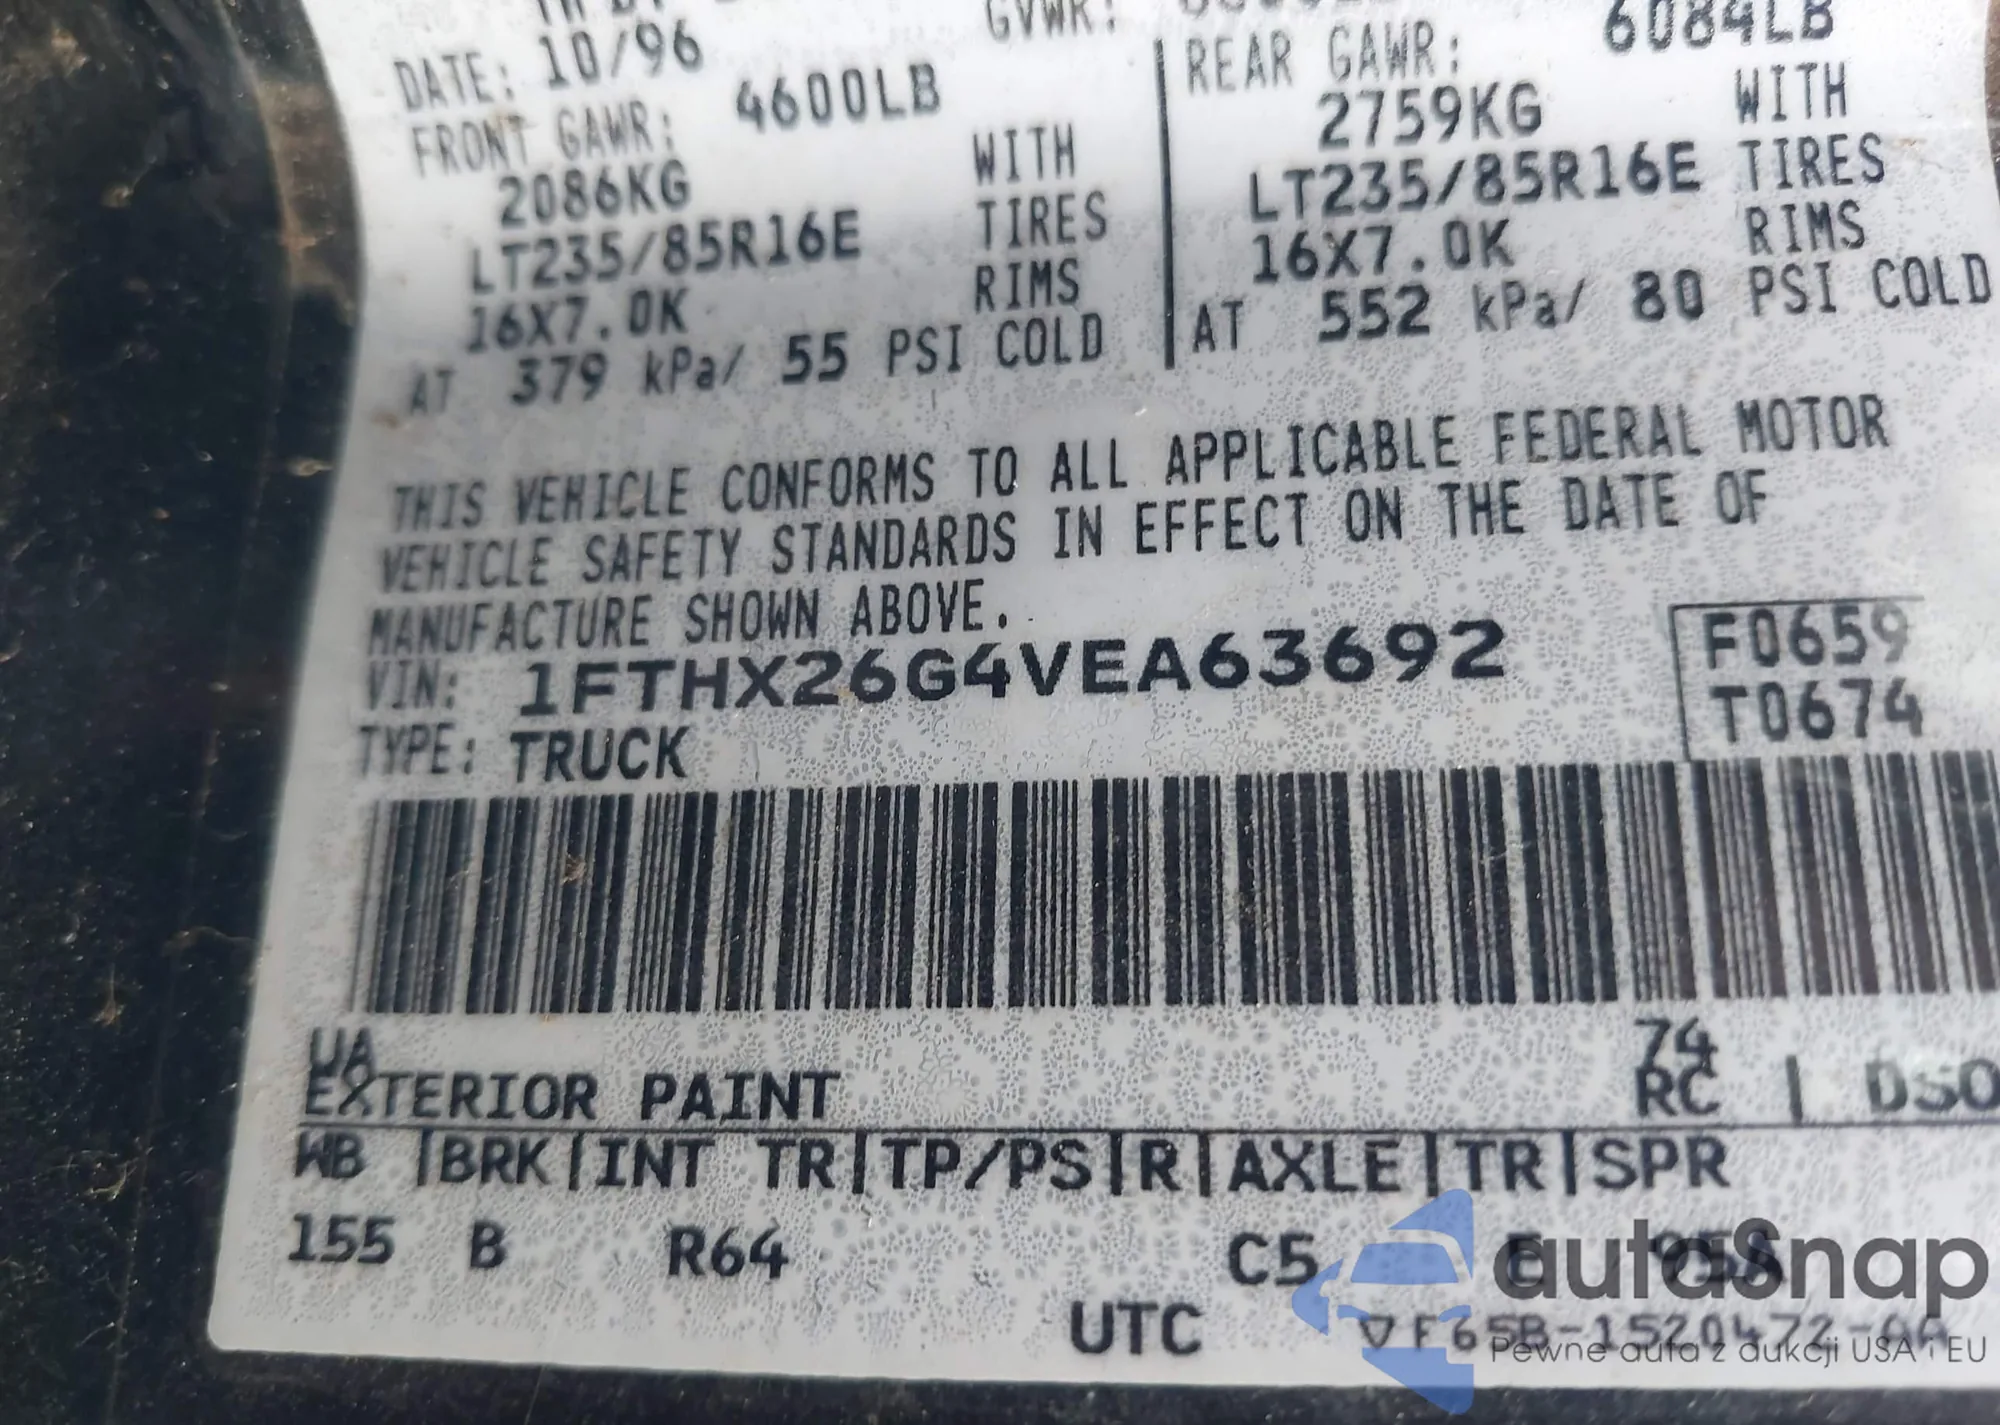 DATE: 10/96
GVWR:
FRONT GAWR: 4600LB
2086KG WITH
LT235/85R16E TIRES
16X7.0K RIMS
AT 379 kPa/ 55 PSI COLD
REAR GAWR: 6084LB
2759KG WITH
LT235/85R16E TIRES
16X7.0K RIMS
AT 552 kPa/ 80 PSI COLD
THIS VEHICLE CONFORMS TO ALL APPLICABLE FEDERAL MOTOR
VEHICLE SAFETY STANDARDS IN EFFECT ON THE DATE OF
MANUFACTURE SHOWN ABOVE.
VIN: 1FTHX26G4VEA63692
TYPE: TRUCK
F0659
T0674
UA
EXTERIOR PAINT
74
RC | DSO
WB |BRK|INT TR|TP/PS|R|AXLE|TR|SPR
155 B R64 C5 E
UTC
▽F65B-1520472-AA
autoSnap
Pewne auta z aukcji USA i EU